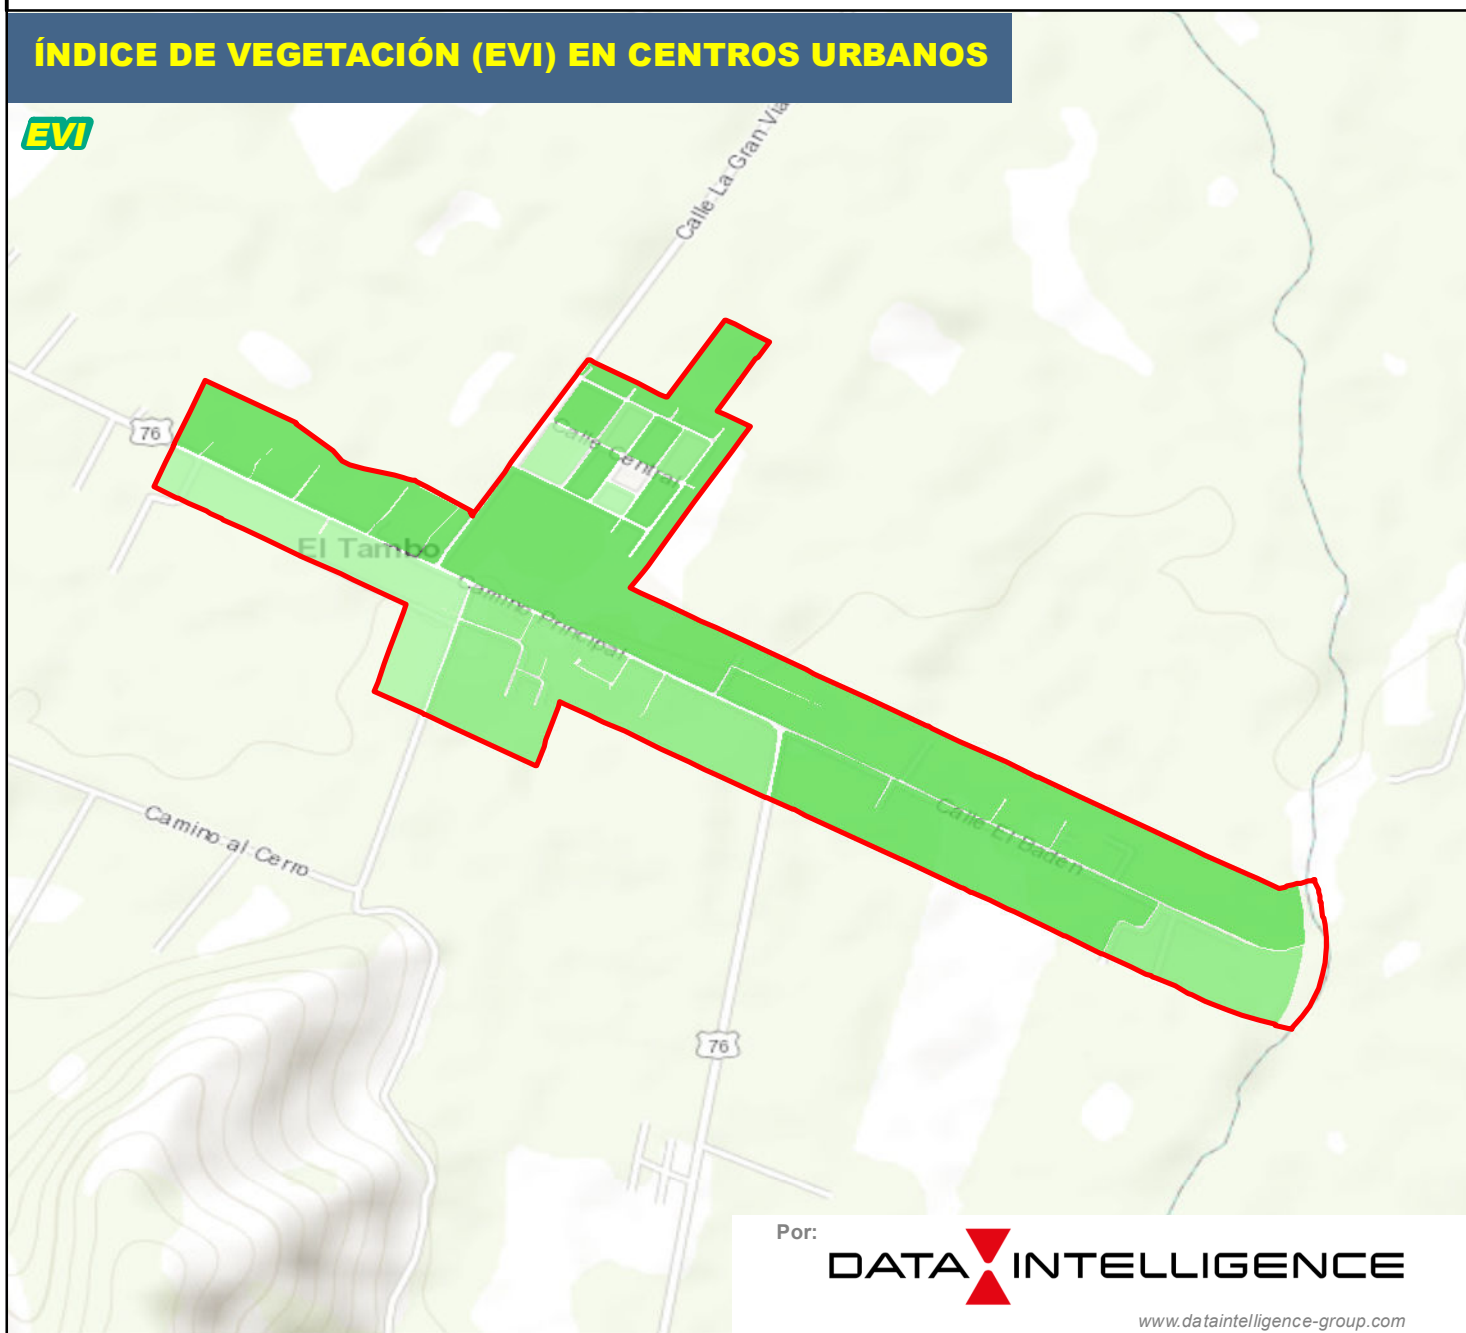 ÍNDICE DE VEGETACIÓN (EVI) EN CENTROS URBANOS
EVI
Calle La Gran Vía
76
Calle Central
El Tambo
Camino Principal
Camino al Cerro
Calle El Baden
76
Por:
DATA INTELLIGENCE
www.dataintelligence-group.com